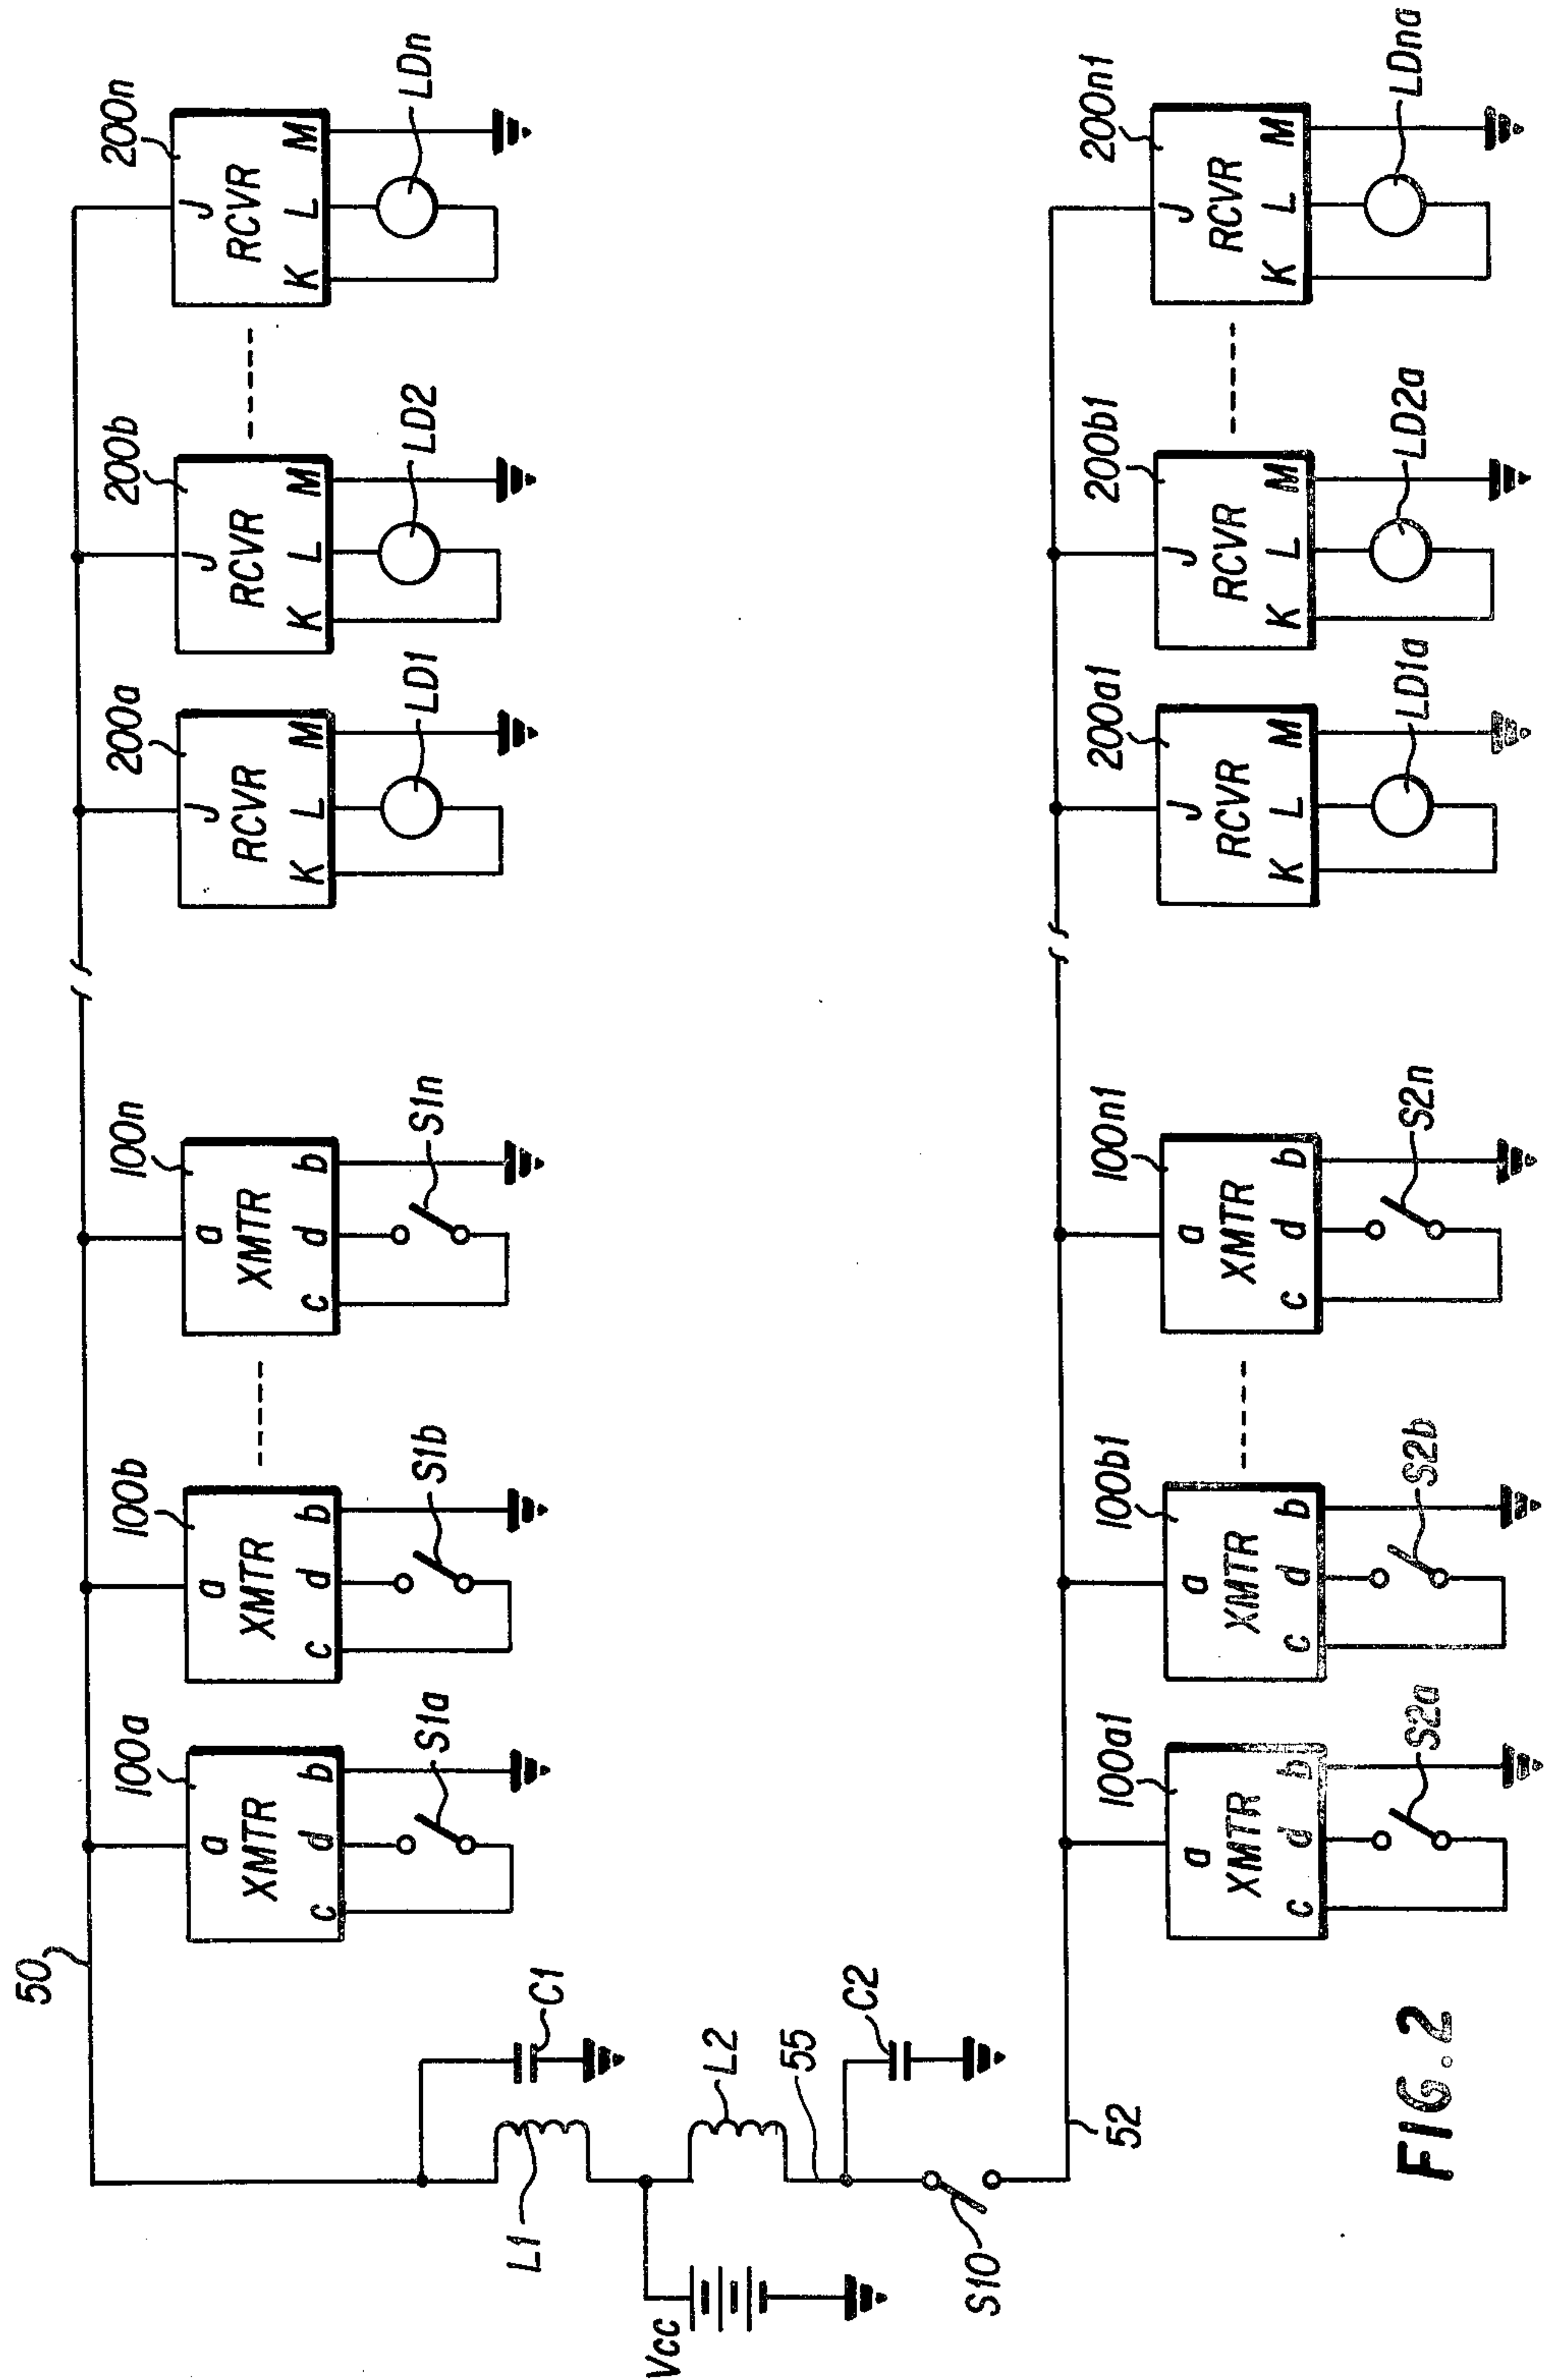 50
100a
a
XMTR
c d b
S1a
100b
a
XMTR
c d b
S1b
100n
a
XMTR
c d b
S1n
200a
J
RCVR
K L M
LD1
200b
J
RCVR
K L M
LD2
200n
J
RCVR
K L M
LDn
L1
C1
Vcc
L2
55
C2
S10
52
100a1
a
XMTR
c d b
S2a
100b1
a
XMTR
c d b
S2b
100n1
a
XMTR
c d b
S2n
200a1
J
RCVR
K L M
LD1a
200b1
J
RCVR
K L M
LD2a
200n1
J
RCVR
K L M
LDna
FIG. 2